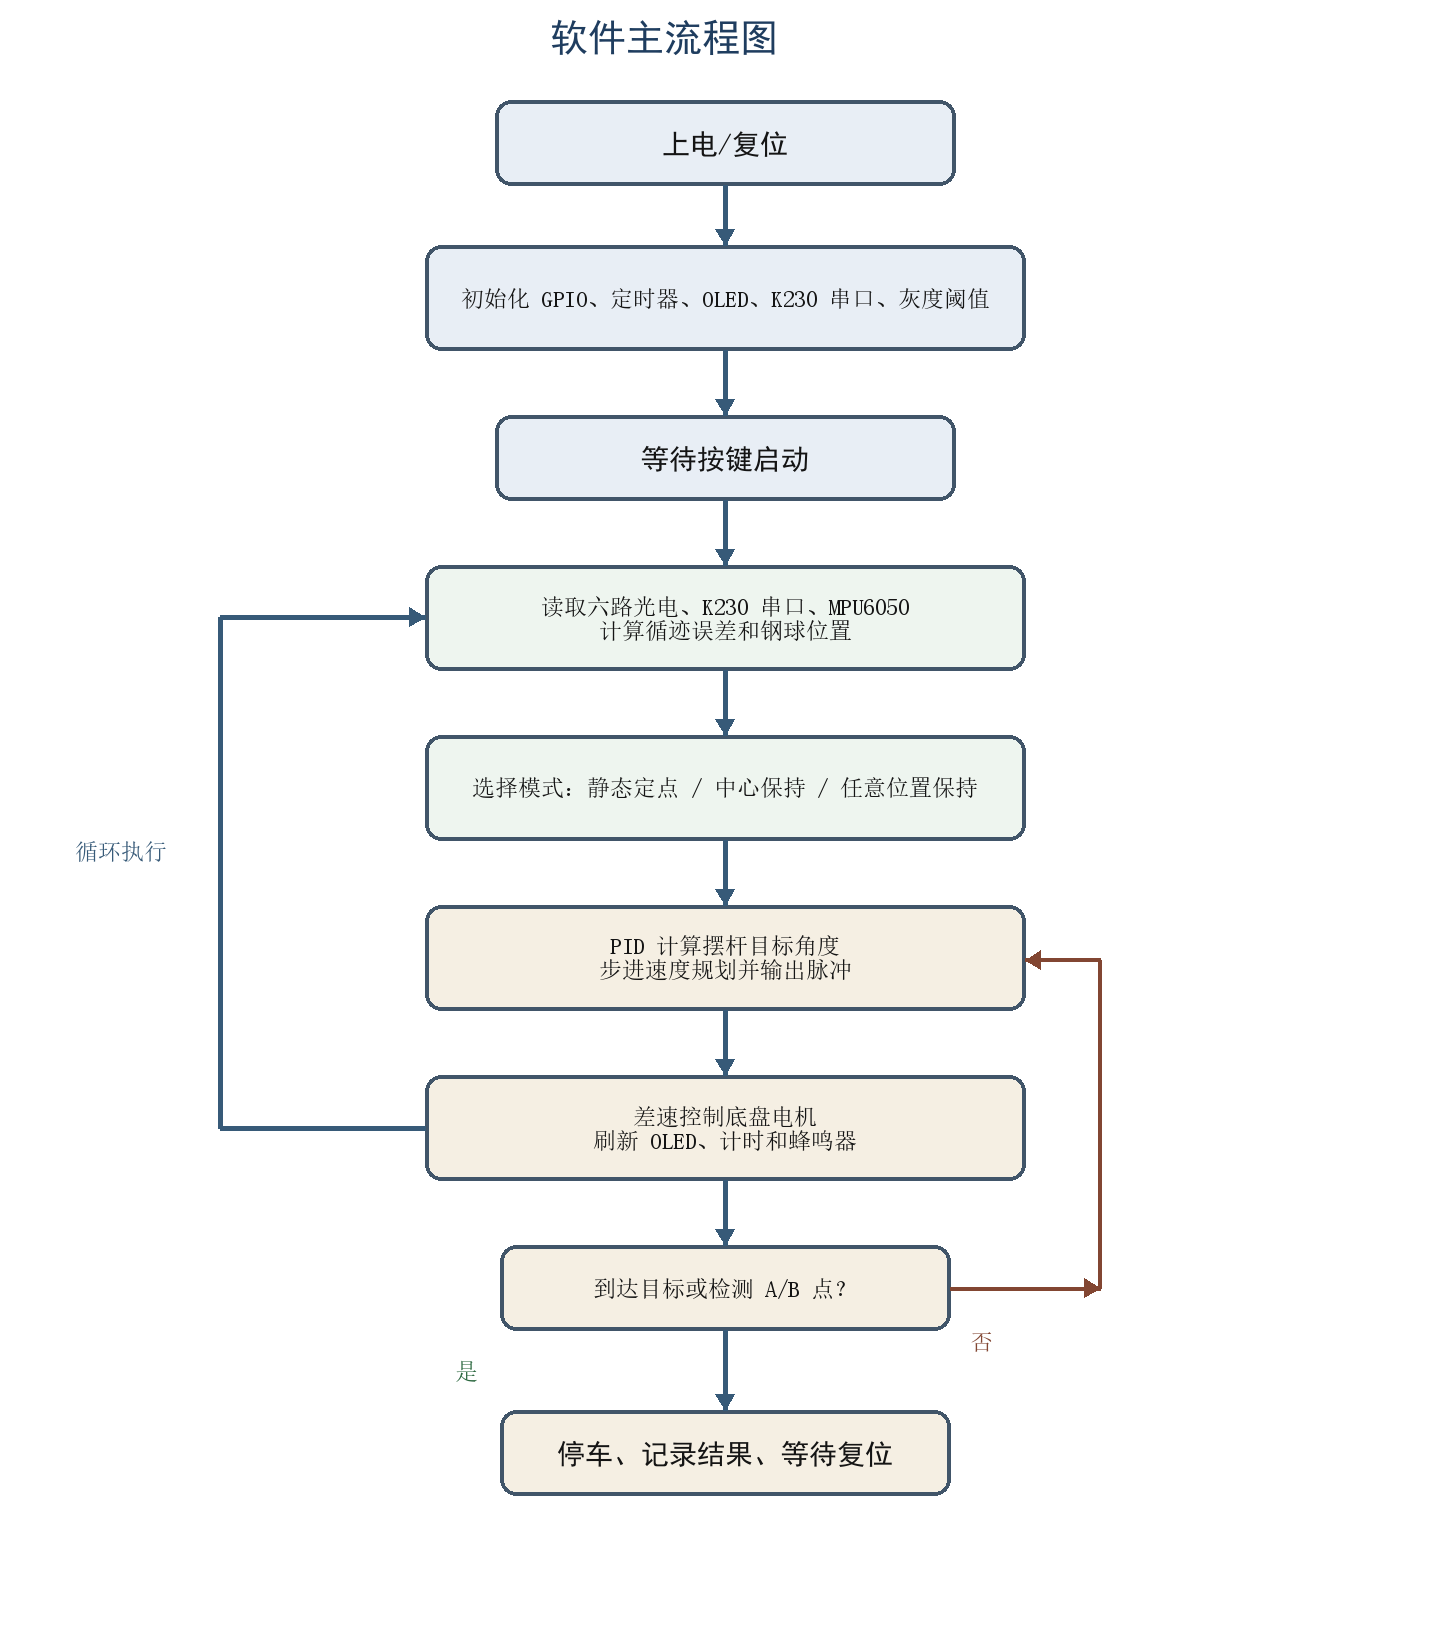 软件主流程图
上电/复位
初始化 GPIO、定时器、OLED、K230 串口、灰度阈值
等待按键启动
读取六路光电、K230 串口、MPU6050
计算循迹误差和钢球位置
选择模式：静态定点 / 中心保持 / 任意位置保持
循环执行
PID 计算摆杆目标角度
步进速度规划并输出脉冲
差速控制底盘电机
刷新 OLED、计时和蜂鸣器
到达目标或检测 A/B 点？
否
是
停车、记录结果、等待复位